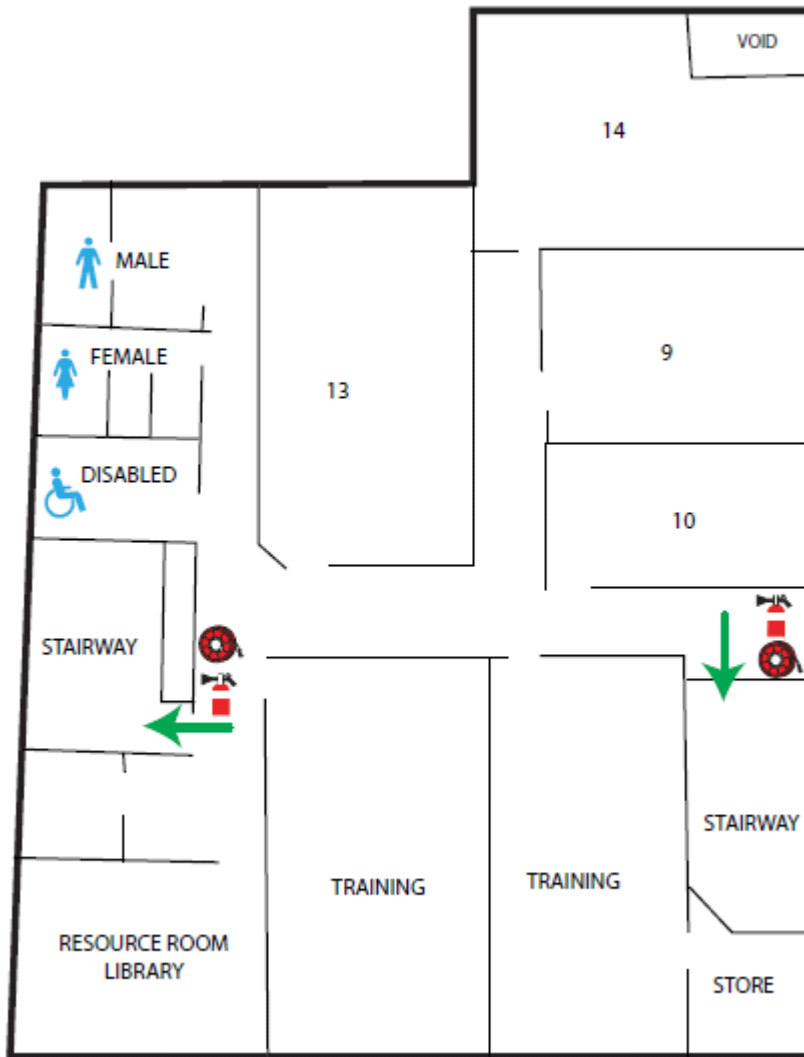 VOID
14
MALE
FEMALE
9
13
DISABLED
10
STAIRWAY
STAIRWAY
TRAINING
TRAINING
RESOURCE ROOM
LIBRARY
STORE